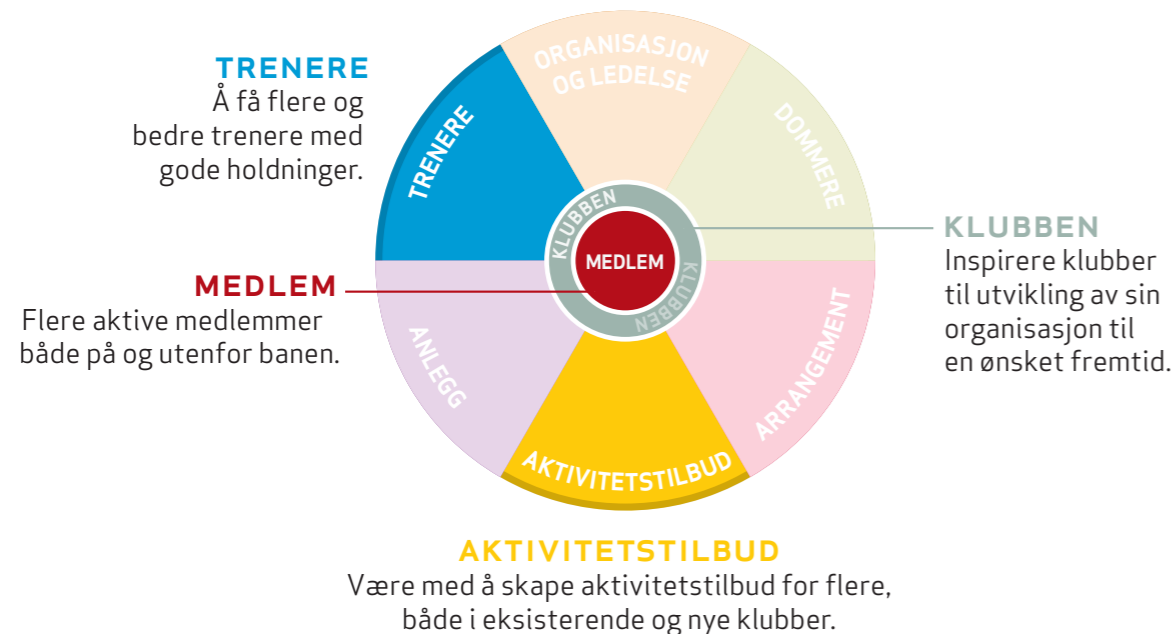 ORGANISASJON
OG LEDELSE
DOMMERE
TRENERE
TRENERE
Å få flere og
bedre trenere med
gode holdninger.
KLUBBEN
MEDLEM
KLUBBEN
KLUBBEN
Inspirere klubber
til utvikling av sin
organisasjon til
en ønsket fremtid.
MEDLEM
Flere aktive medlemmer
både på og utenfor banen.
ANLEGG
ARRANGEMENT
AKTIVITETSTILBUD
AKTIVITETSTILBUD
Være med å skape aktivitetstilbud for flere,
både i eksisterende og nye klubber.